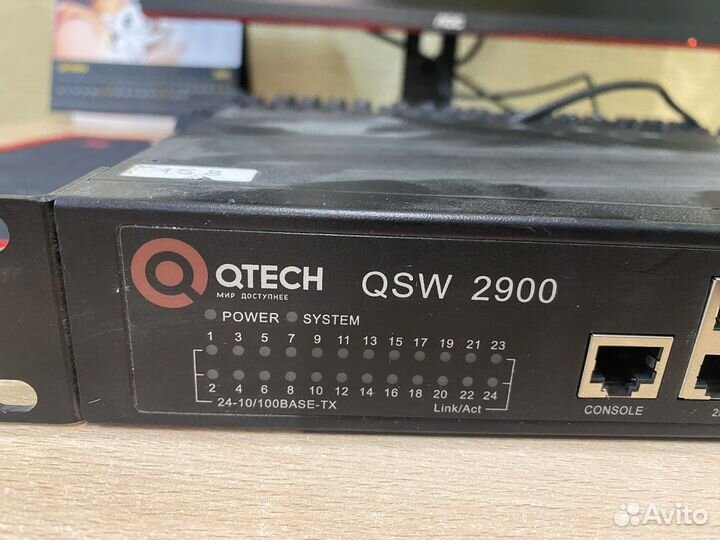 AOC
158
QTECH
МИР ДОСТУПНЕЕ
QSW 2900
POWER SYSTEM
1 3 5 7 9 11 13 15 17 19 21 23
2 4 6 8 10 12 14 16 18 20 22 24
24-10/100BASE-TX Link/Act
CONSOLE
Avito